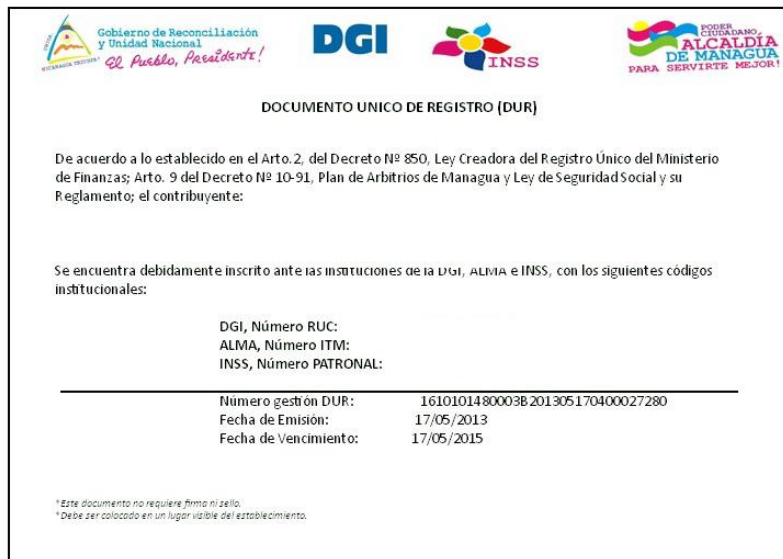 Gobierno de Reconciliación
y Unidad Nacional
El Pueblo, Presidente!
DGI
INSS
PODER
CIUDADANO,
ALCALDÍA
DE MANAGUA
PARA SERVIRTE MEJOR!
DOCUMENTO UNICO DE REGISTRO (DUR)
De acuerdo a lo establecido en el Arto.2, del Decreto Nº 850, Ley Creadora del Registro Único del Ministerio
de Finanzas; Arto. 9 del Decreto Nº 10-91, Plan de Arbitrios de Managua y Ley de Seguridad Social y su
Reglamento; el contribuyente:
Se encuentra debidamente inscrito ante las instituciones de la DGI, ALMA e INSS, con los siguientes códigos
institucionales:
DGI, Número RUC:
ALMA, Número ITM:
INSS, Número PATRONAL:
Número gestión DUR: 1610101480003B201305170400027280
Fecha de Emisión: 17/05/2013
Fecha de Vencimiento: 17/05/2015
*Este documento no requiere firma ni sello.
*Debe ser colocado en un lugar visible del establecimiento.